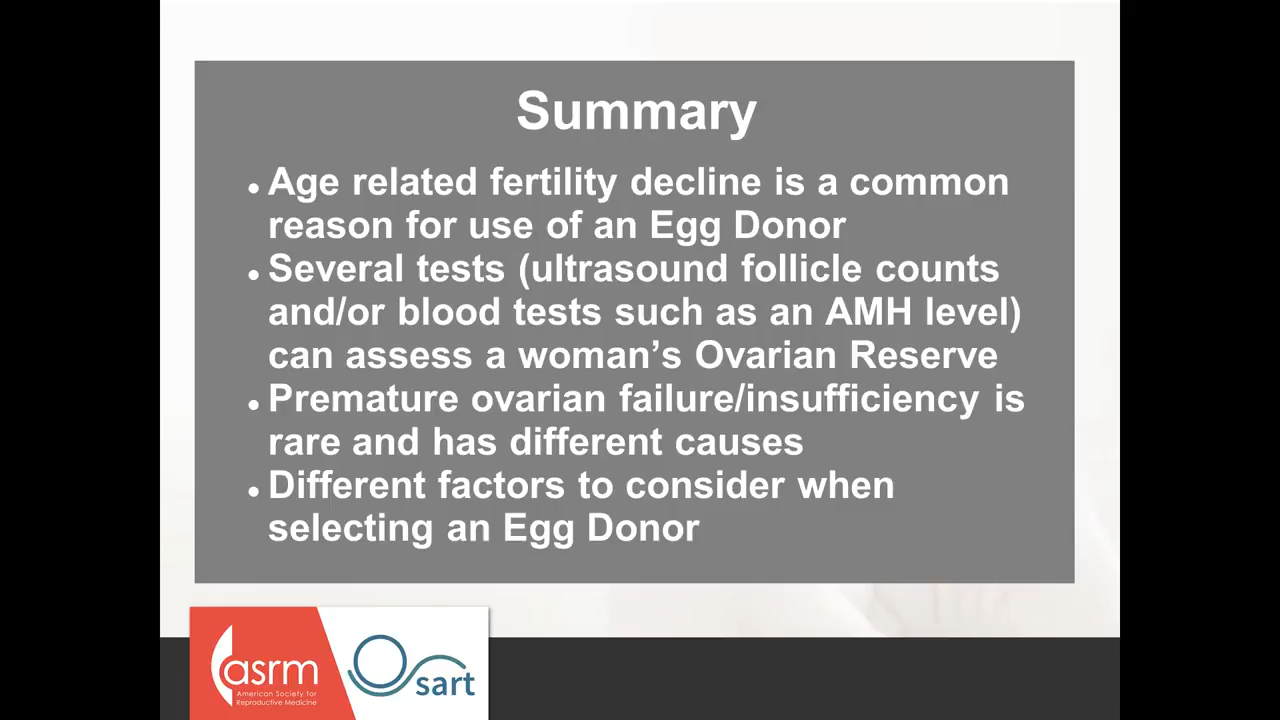 Summary
• Age related fertility decline is a common
reason for use of an Egg Donor
• Several tests (ultrasound follicle counts
and/or blood tests such as an AMH level)
can assess a woman’s Ovarian Reserve
• Premature ovarian failure/insufficiency is
rare and has different causes
• Different factors to consider when
selecting an Egg Donor
asrm
American Society for
Reproductive Medicine
sart